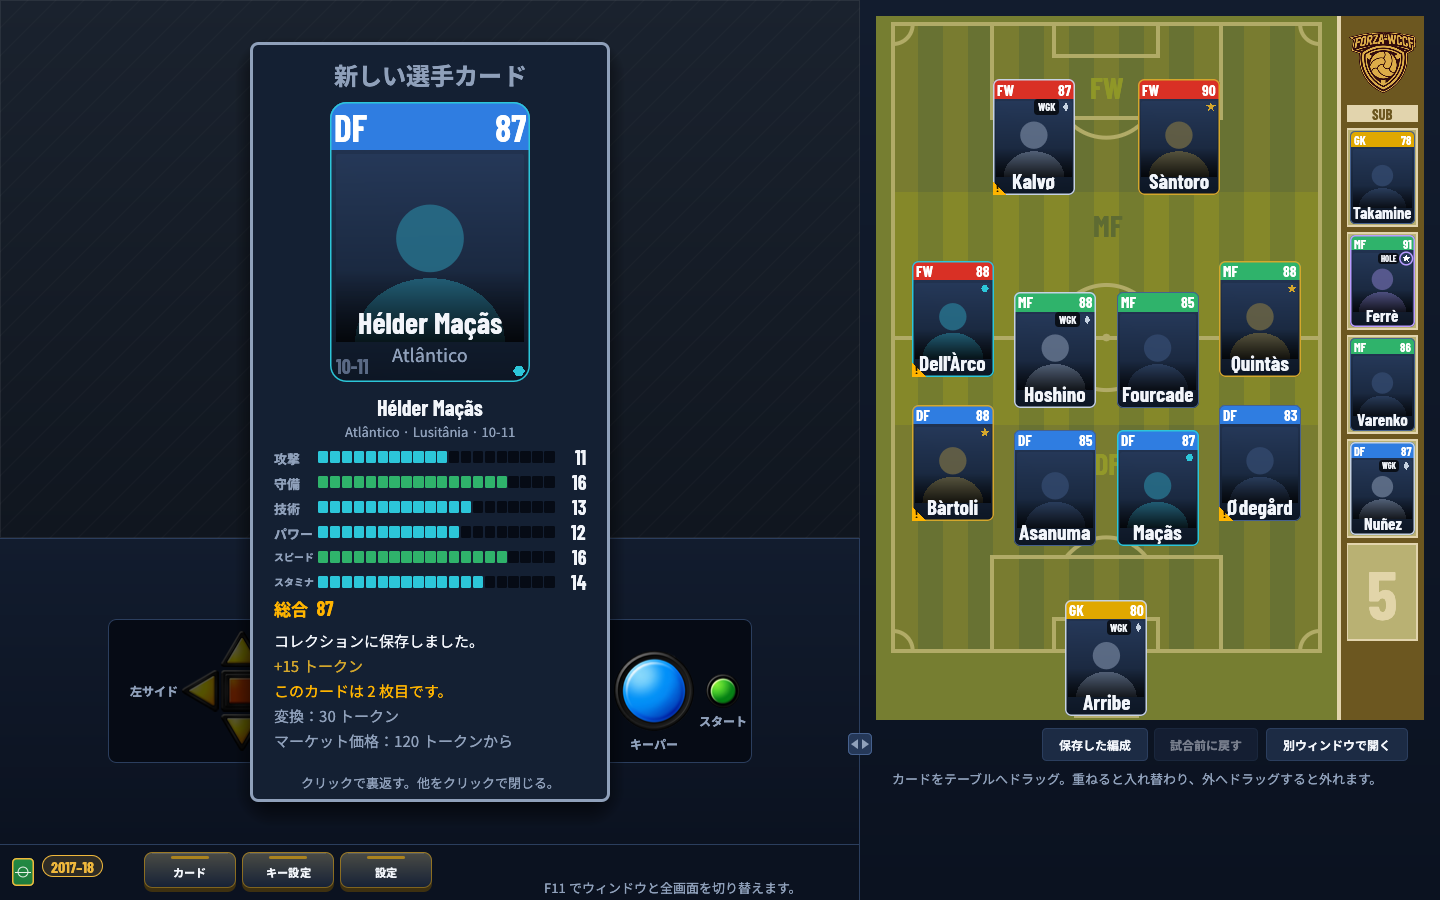 新しい選手カード
DF 87
Hélder Maçãs
Atlântico
10-11
Hélder Maçãs
Atlântico · Lusitânia · 10-11
攻撃 11
守備 16
技術 13
パワー 12
スピード 16
スタミナ 14
総合 87
コレクションに保存しました。
+15 トークン
このカードは 2 枚目です。
変換：30 トークン
マーケット価格：120 トークンから
クリックで裏返す。他をクリックで閉じる。
左サイド
キーパー
スタート
2017-18
カード
キー設定
設定
F11 でウィンドウと全画面を切り替えます。
FW
FW 87
WGK
Kalvø
FW 90
Sàntoro
MF
FW 88
Dell'Àrco
MF 88
WGK
Hoshino
MF 85
Fourcade
MF 88
Quintàs
DF
DF 88
Bàrtoli
DF 85
Asanuma
DF 87
Maçãs
DF 83
Ødegård
GK 80
WGK
Arribe
FORZA-WCCF
SUB
GK 78
Takamine
MF 91
HOLE
Ferrè
MF 86
Varenko
DF 87
WGK
Nuñez
5
保存した編成
試合前に戻す
別ウィンドウで開く
カードをテーブルへドラッグ。重ねると入れ替わり、外へドラッグすると外れます。